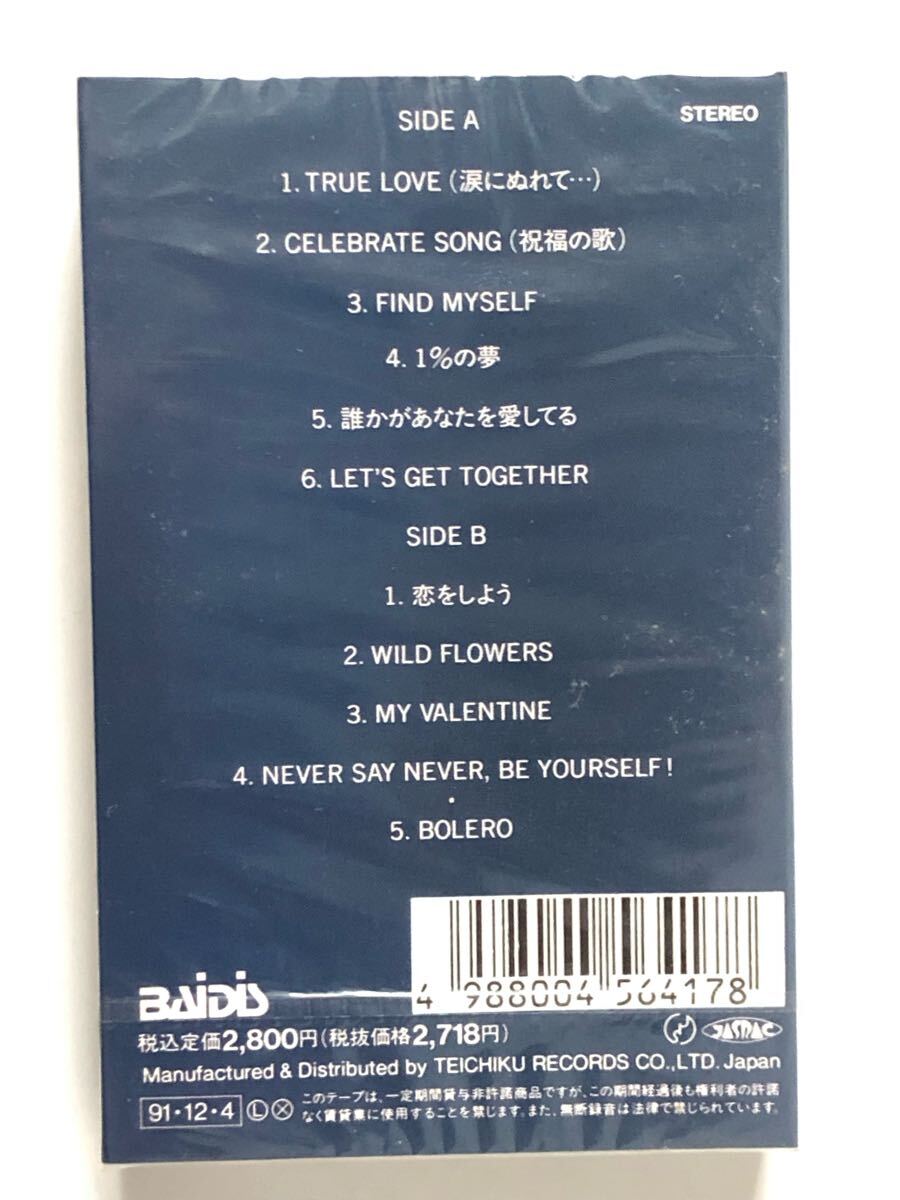 SIDE A
STEREO
1. TRUE LOVE (涙にぬれて…)
2. CELEBRATE SONG (祝福の歌)
3. FIND MYSELF
4. 1%の夢
5. 誰かがあなたを愛してる
6. LET'S GET TOGETHER
SIDE B
1. 恋をしよう
2. WILD FLOWERS
3. MY VALENTINE
4. NEVER SAY NEVER, BE YOURSELF!
5. BOLERO
4 988004 564178
BAiDiS
税込定価2,800円(税抜価格2,718円)
JASRAC
Manufactured & Distributed by TEICHIKU RECORDS CO.,LTD. Japan
91・12・4 Ⓛ Ⓧ
このテープは、一定期間貸与非許諾商品ですが、この期間経過後も権利者の許諾
なく賃貸業に使用することを禁じます。また、無断録音は法律で禁じられています。